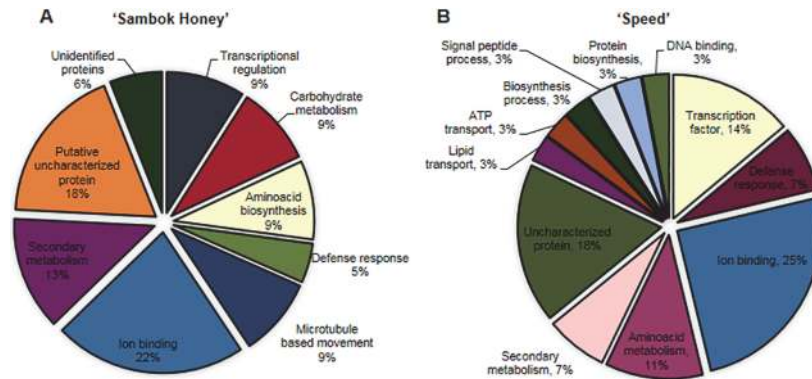 A
'Sambok Honey'
Unidentified
proteins
6%
Transcriptional
regulation
9%
Carbohydrate
metabolism
9%
Aminoacid
biosynthesis
9%
Defense response
5%
Microtubule
based movement
9%
Ion binding
22%
Secondary
metabolism
13%
Putative
uncharacterized
protein
18%
B
'Speed'
Signal peptide
process, 3%
Protein
biosynthesis,
3%
DNA binding,
3%
Transcription
factor, 14%
Defense
response, 7%
Ion binding, 25%
Aminoacid
metabolism,
11%
Secondary
metabolism, 7%
Uncharacterized
protein, 18%
Lipid
transport, 3%
ATP
transport, 3%
Biosynthesis
process, 3%